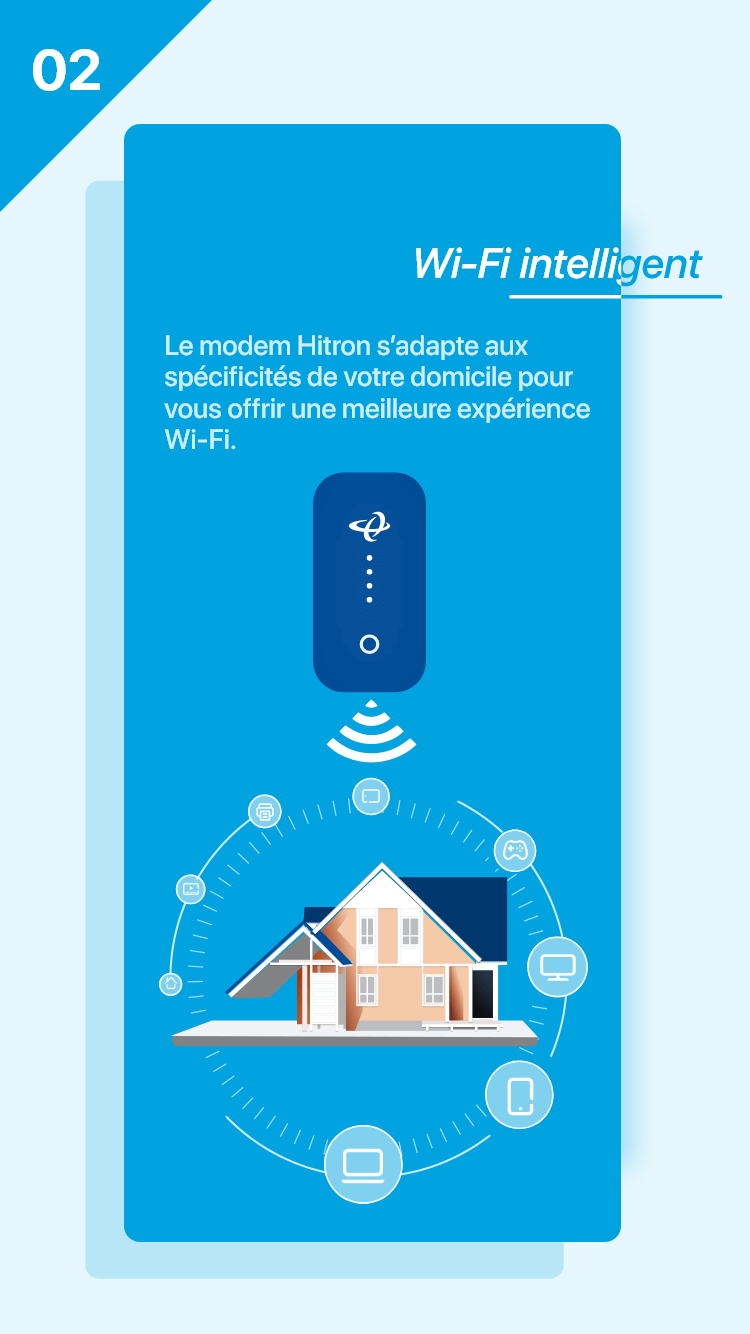 02
Wi-Fi intelligent
Le modem Hitron s’adapte aux
spécificités de votre domicile pour
vous offrir une meilleure expérience
Wi-Fi.